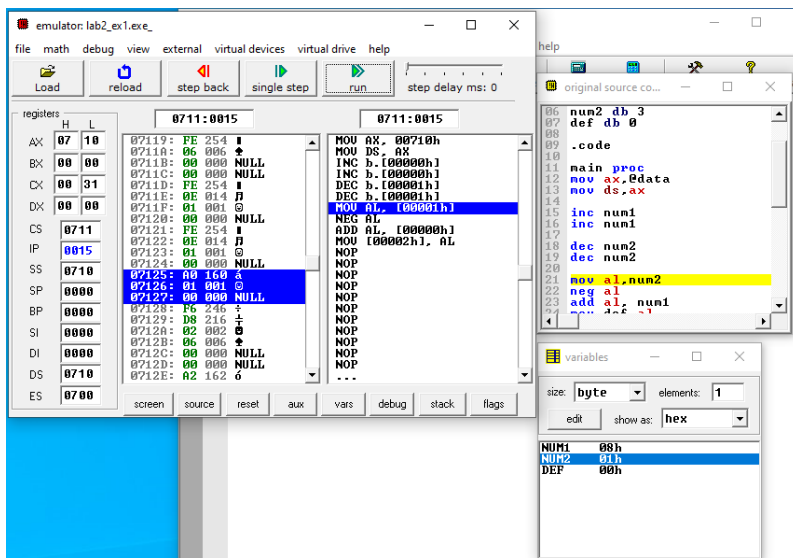 emulator: lab2_ex1.exe_
file math debug view external virtual devices virtual drive help
Load reload step back single step run step delay ms: 0
registers
H L
AX 07 10
BX 00 00
CX 00 31
DX 00 00
CS 0711
IP 0015
SS 0710
SP 0000
BP 0000
SI 0000
DI 0000
DS 0710
ES 0700
0711:0015
07119: FE 254 ■
0711A: 06 006 ♠
0711B: 00 000 NULL
0711C: 00 000 NULL
0711D: FE 254 ■
0711E: 0E 014 ♫
0711F: 01 001 ☺
07120: 00 000 NULL
07121: FE 254 ■
07122: 0E 014 ♫
07123: 01 001 ☺
07124: 00 000 NULL
07125: A0 160 á
07126: 01 001 ☺
07127: 00 000 NULL
07128: F6 246 ÷
07129: D8 216 ╪
0712A: 02 002 ☻
0712B: 06 006 ♠
0712C: 00 000 NULL
0712D: 00 000 NULL
0712E: A2 162 ó
0711:0015
MOV AX, 00710h
MOV DS, AX
INC b.[00000h]
INC b.[00000h]
DEC b.[00001h]
DEC b.[00001h]
MOV AL, [00001h]
NEG AL
ADD AL, [00000h]
MOV [00002h], AL
NOP
NOP
NOP
NOP
NOP
NOP
NOP
NOP
NOP
NOP
NOP
...
screen source reset aux vars debug stack flags
help
original source co...
06 num2 db 3
07 def db 0
08
09 .code
10
11 main proc
12 mov ax,@data
13 mov ds,ax
14
15 inc num1
16 inc num1
17
18 dec num2
19 dec num2
20
21 mov al,num2
22 neg al
23 add al, num1
24 mov def,al
variables
size: byte elements: 1
edit show as: hex
NUM1 08h
NUM2 01h
DEF 00h